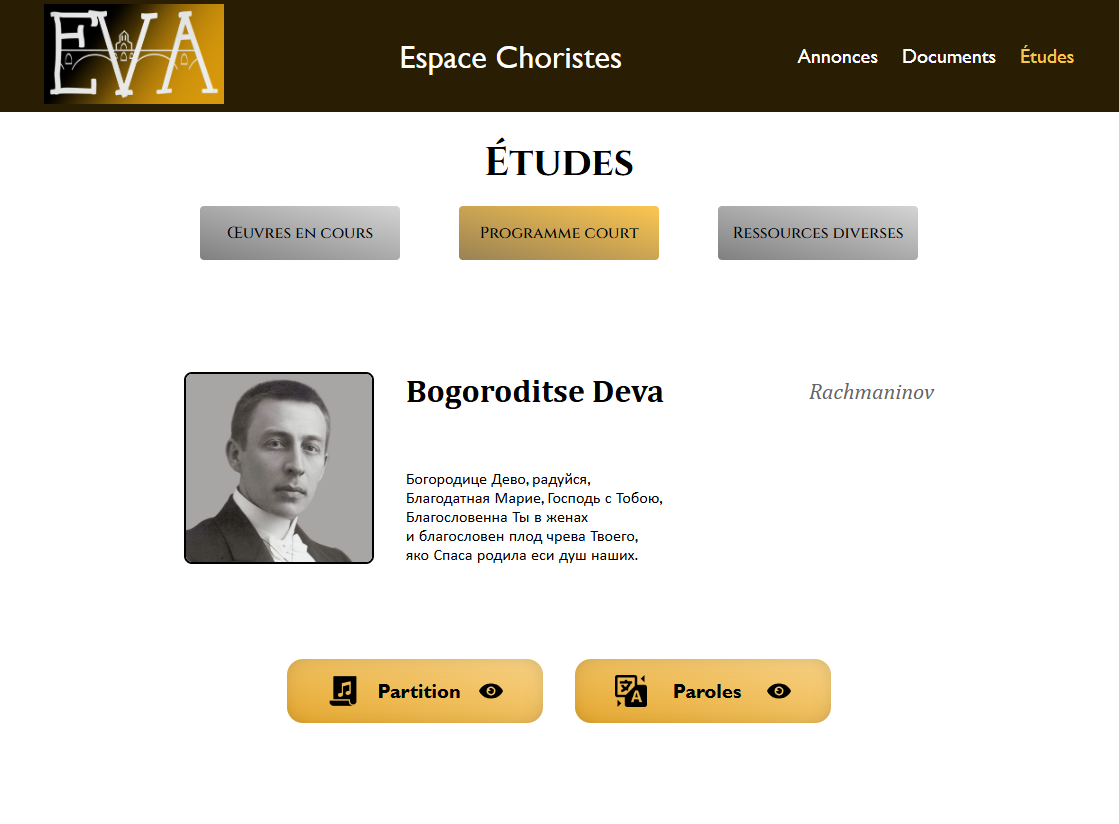 EVA
Espace Choristes
Annonces Documents Études
Études
Œuvres en cours
Programme court
Ressources diverses
Bogoroditse Deva
Rachmaninov
Богородице Дево, радуйся,
Благодатная Марие, Господь с Тобою,
Благословенна Ты в женах
и благословен плод чрева Твоего,
яко Спаса родила еси душ наших.
Partition
文A Paroles